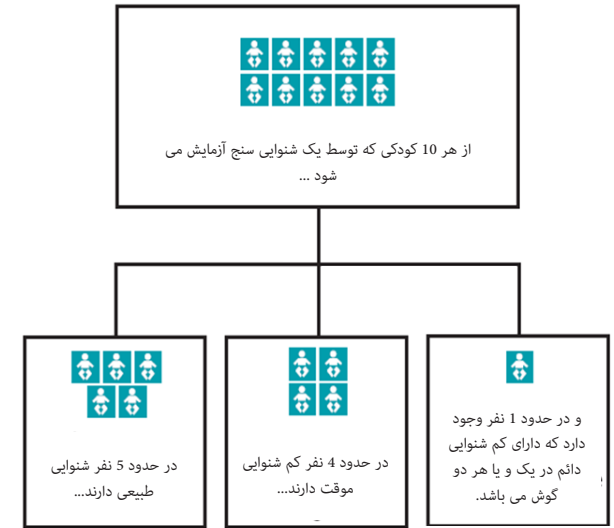 از هر 10 کودکی که توسط یک شنوایی سنج آزمایش می
شود ...
در حدود 5 نفر شنوایی
طبیعی دارند...
در حدود 4 نفر کم شنوایی
موقت دارند...
و در حدود 1 نفر وجود
دارد که دارای کم شنوایی
دائم در یک و یا هر دو
گوش می باشد.